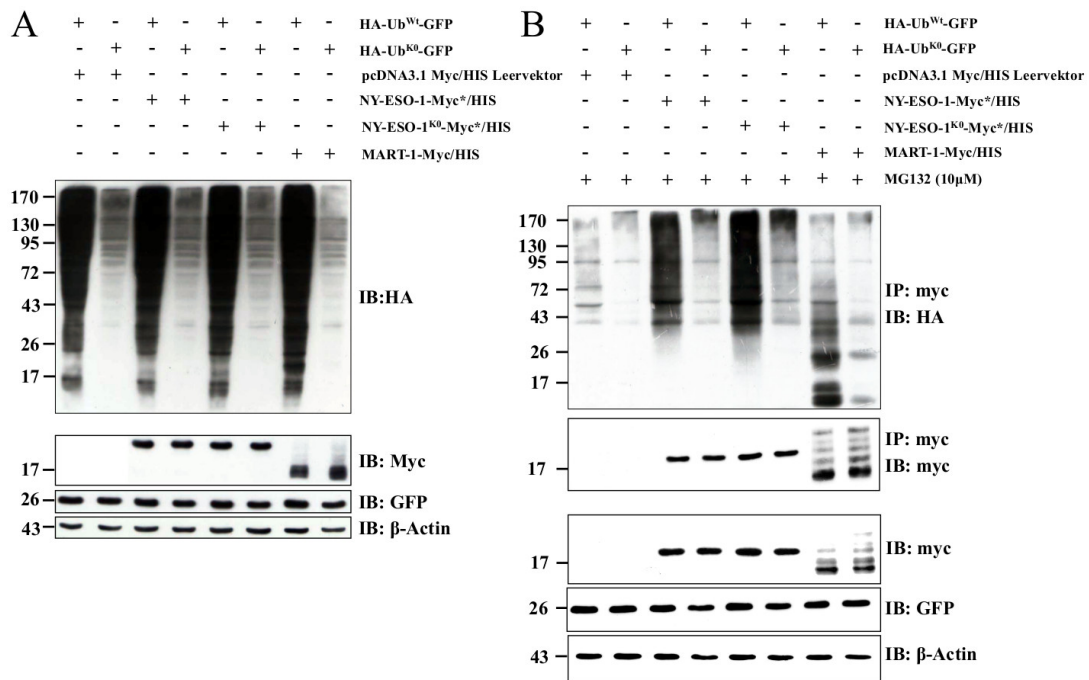 A
+ - + - + - + - HA-Ub^Wt-GFP
- + - + - + - + HA-Ub^K0-GFP
+ + - - - - - - pcDNA3.1 Myc/HIS Leervektor
- - + + - - - - NY-ESO-1-Myc*/HIS
- - - - + + - - NY-ESO-1^K0-Myc*/HIS
- - - - - - + + MART-1-Myc/HIS
170
130
95
72
43
26
17
IB:HA
17
IB: Myc
26
IB: GFP
43
IB: β-Actin
B
+ - + - + - + - HA-Ub^Wt-GFP
- + - + - + - + HA-Ub^K0-GFP
+ + - - - - - - pcDNA3.1 Myc/HIS Leervektor
- - + + - - - - NY-ESO-1-Myc*/HIS
- - - - + + - - NY-ESO-1^K0-Myc*/HIS
- - - - - - + + MART-1-Myc/HIS
+ + + + + + + + MG132 (10µM)
170
130
95
72
43
26
17
IP: myc
IB: HA
17
IP: myc
IB: myc
17
IB: myc
26
IB: GFP
43
IB: β-Actin